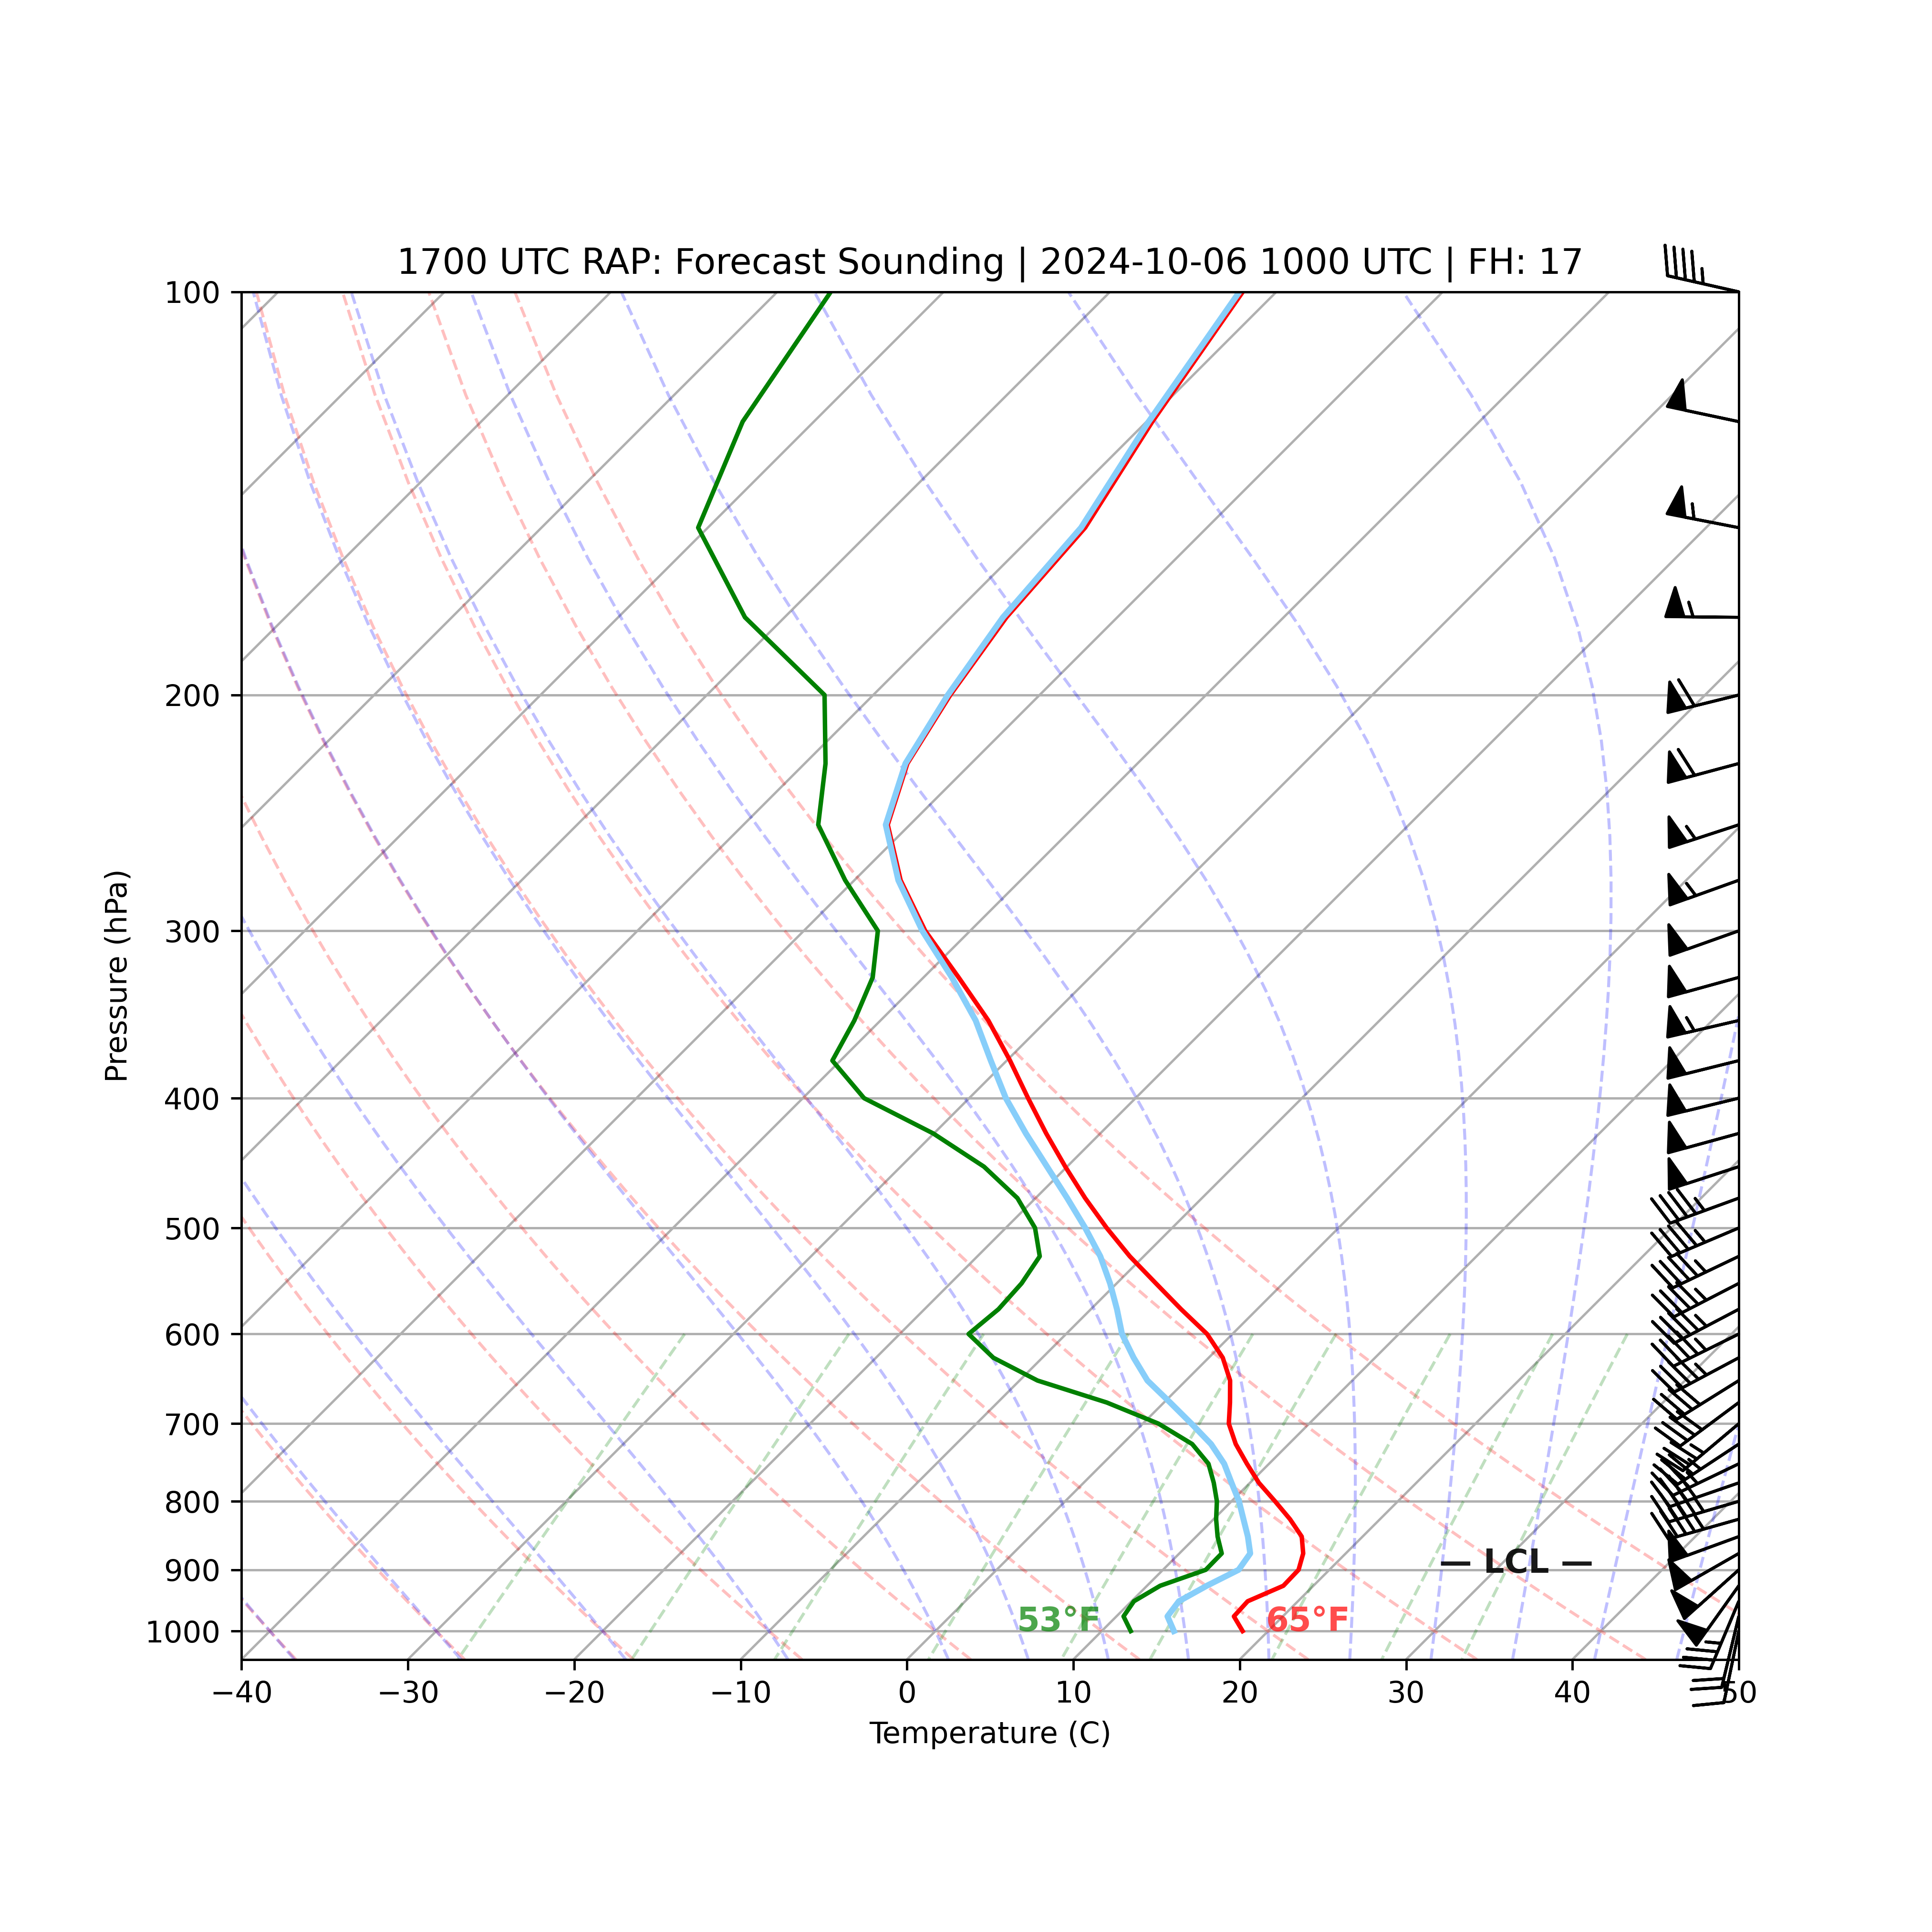 1700 UTC RAP: Forecast Sounding | 2024-10-06 1000 UTC | FH: 17
100
200
300
400
500
600
700
800
900
1000
Pressure (hPa)
— LCL —
53°F
65°F
−40 −30 −20 −10 0 10 20 30 40 50
Temperature (C)